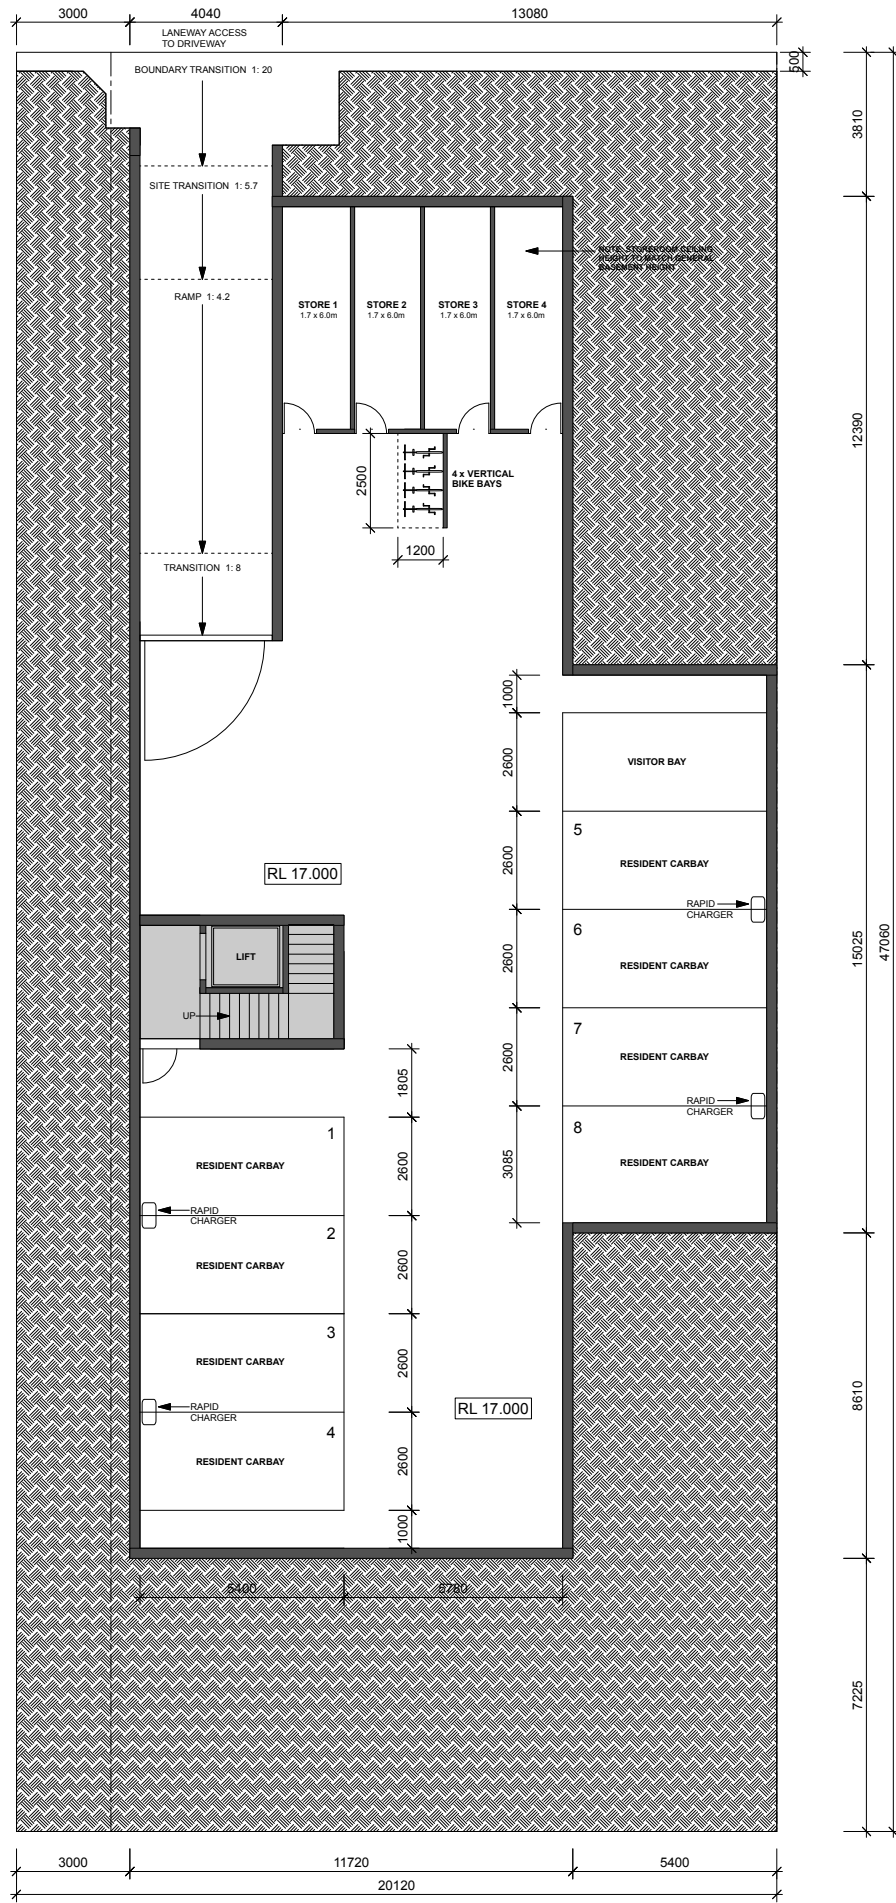 3000
4040
13080
LANEWAY ACCESS
TO DRIVEWAY
500
BOUNDARY TRANSITION 1: 20
3810
SITE TRANSITION 1: 5.7
NOTE: STOREROOM CEILING
HEIGHT TO MATCH GENERAL
BASEMENT HEIGHT
RAMP 1: 4.2
STORE 1
1.7 x 6.0m
STORE 2
1.7 x 6.0m
STORE 3
1.7 x 6.0m
STORE 4
1.7 x 6.0m
12390
2500
4 x VERTICAL
BIKE BAYS
1200
TRANSITION 1: 8
1000
2600
VISITOR BAY
5
2600
RESIDENT CARBAY
RL 17.000
RAPID
CHARGER
6
2600
RESIDENT CARBAY
15025
47060
LIFT
UP
7
2600
RESIDENT CARBAY
1805
RAPID
CHARGER
8
3085
RESIDENT CARBAY
1
2600
RESIDENT CARBAY
RAPID
CHARGER
2
2600
RESIDENT CARBAY
3
2600
RESIDENT CARBAY
RAPID
CHARGER
RL 17.000
8610
4
2600
RESIDENT CARBAY
1000
5400
5780
7225
3000
11720
5400
20120